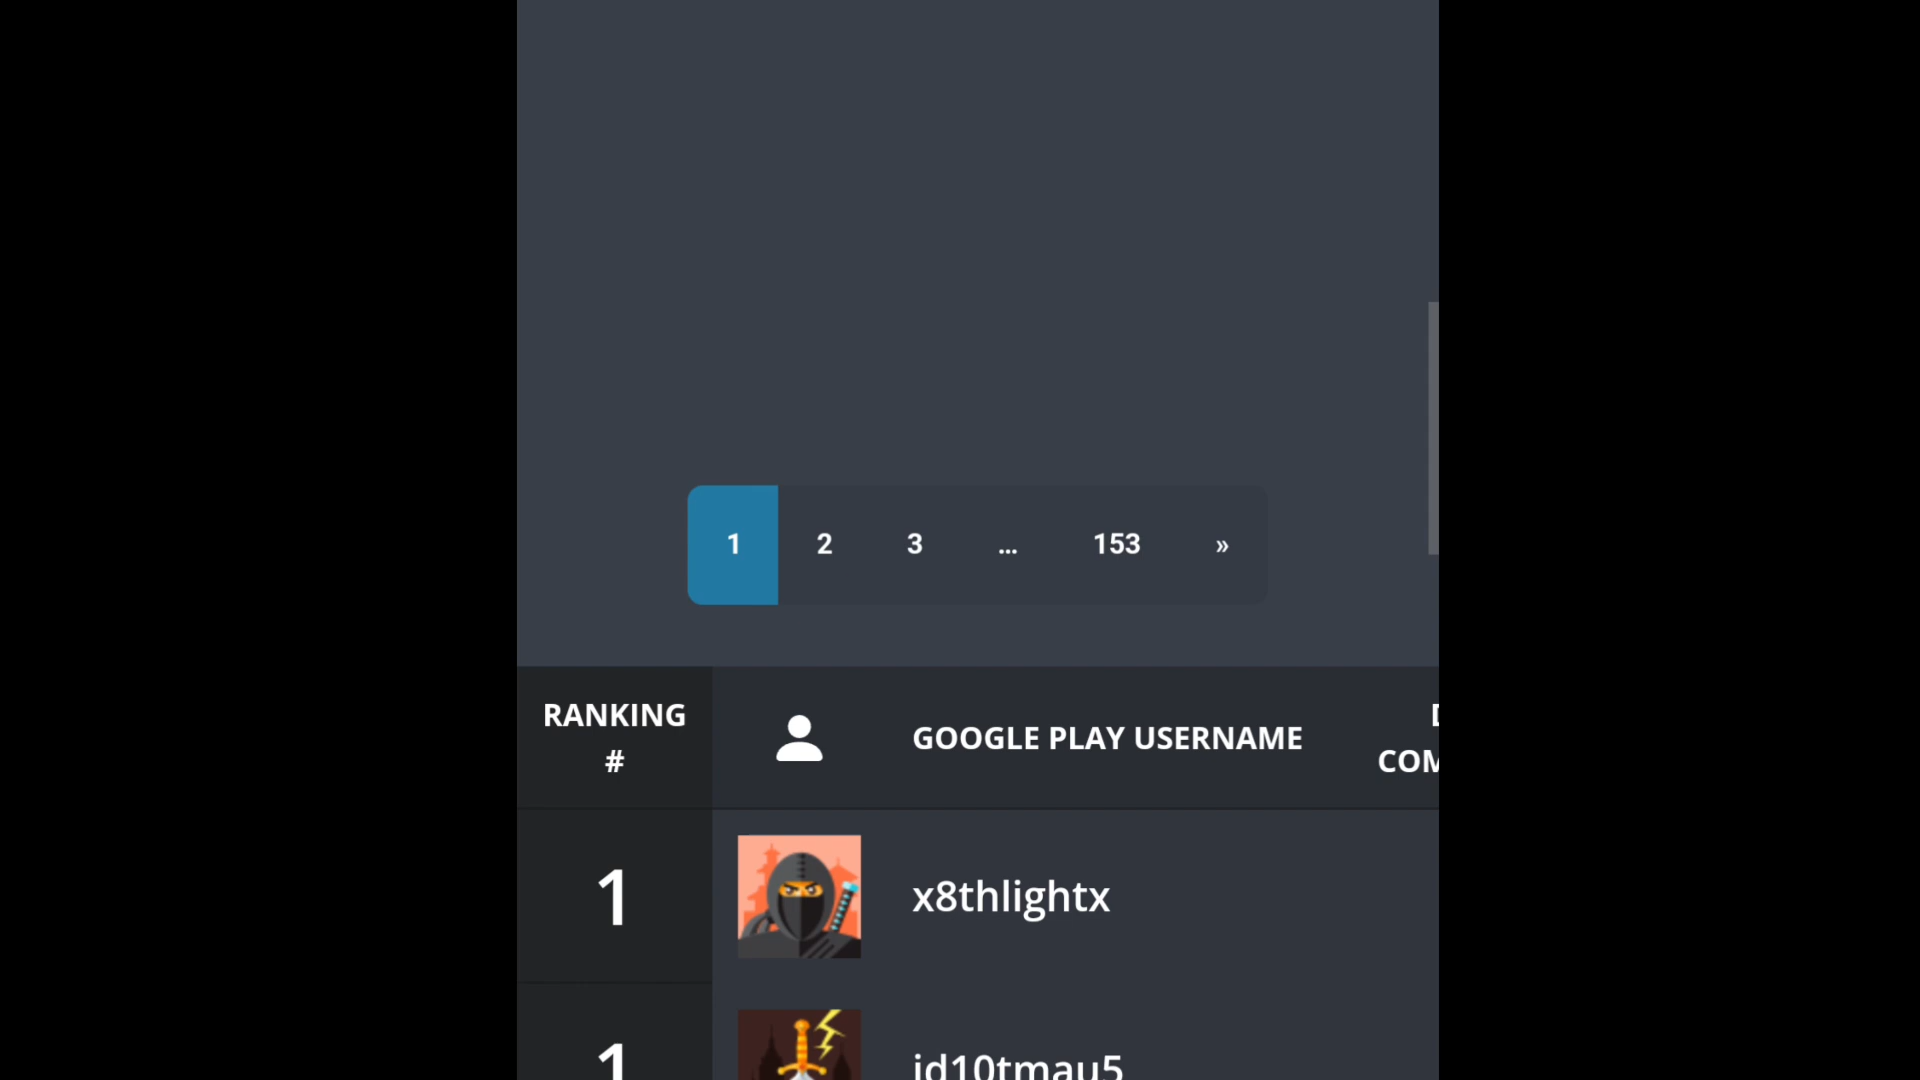 1 2 3 ... 153 »
RANKING
#
GOOGLE PLAY USERNAME
1
x8thlightx
1
id10tmau5